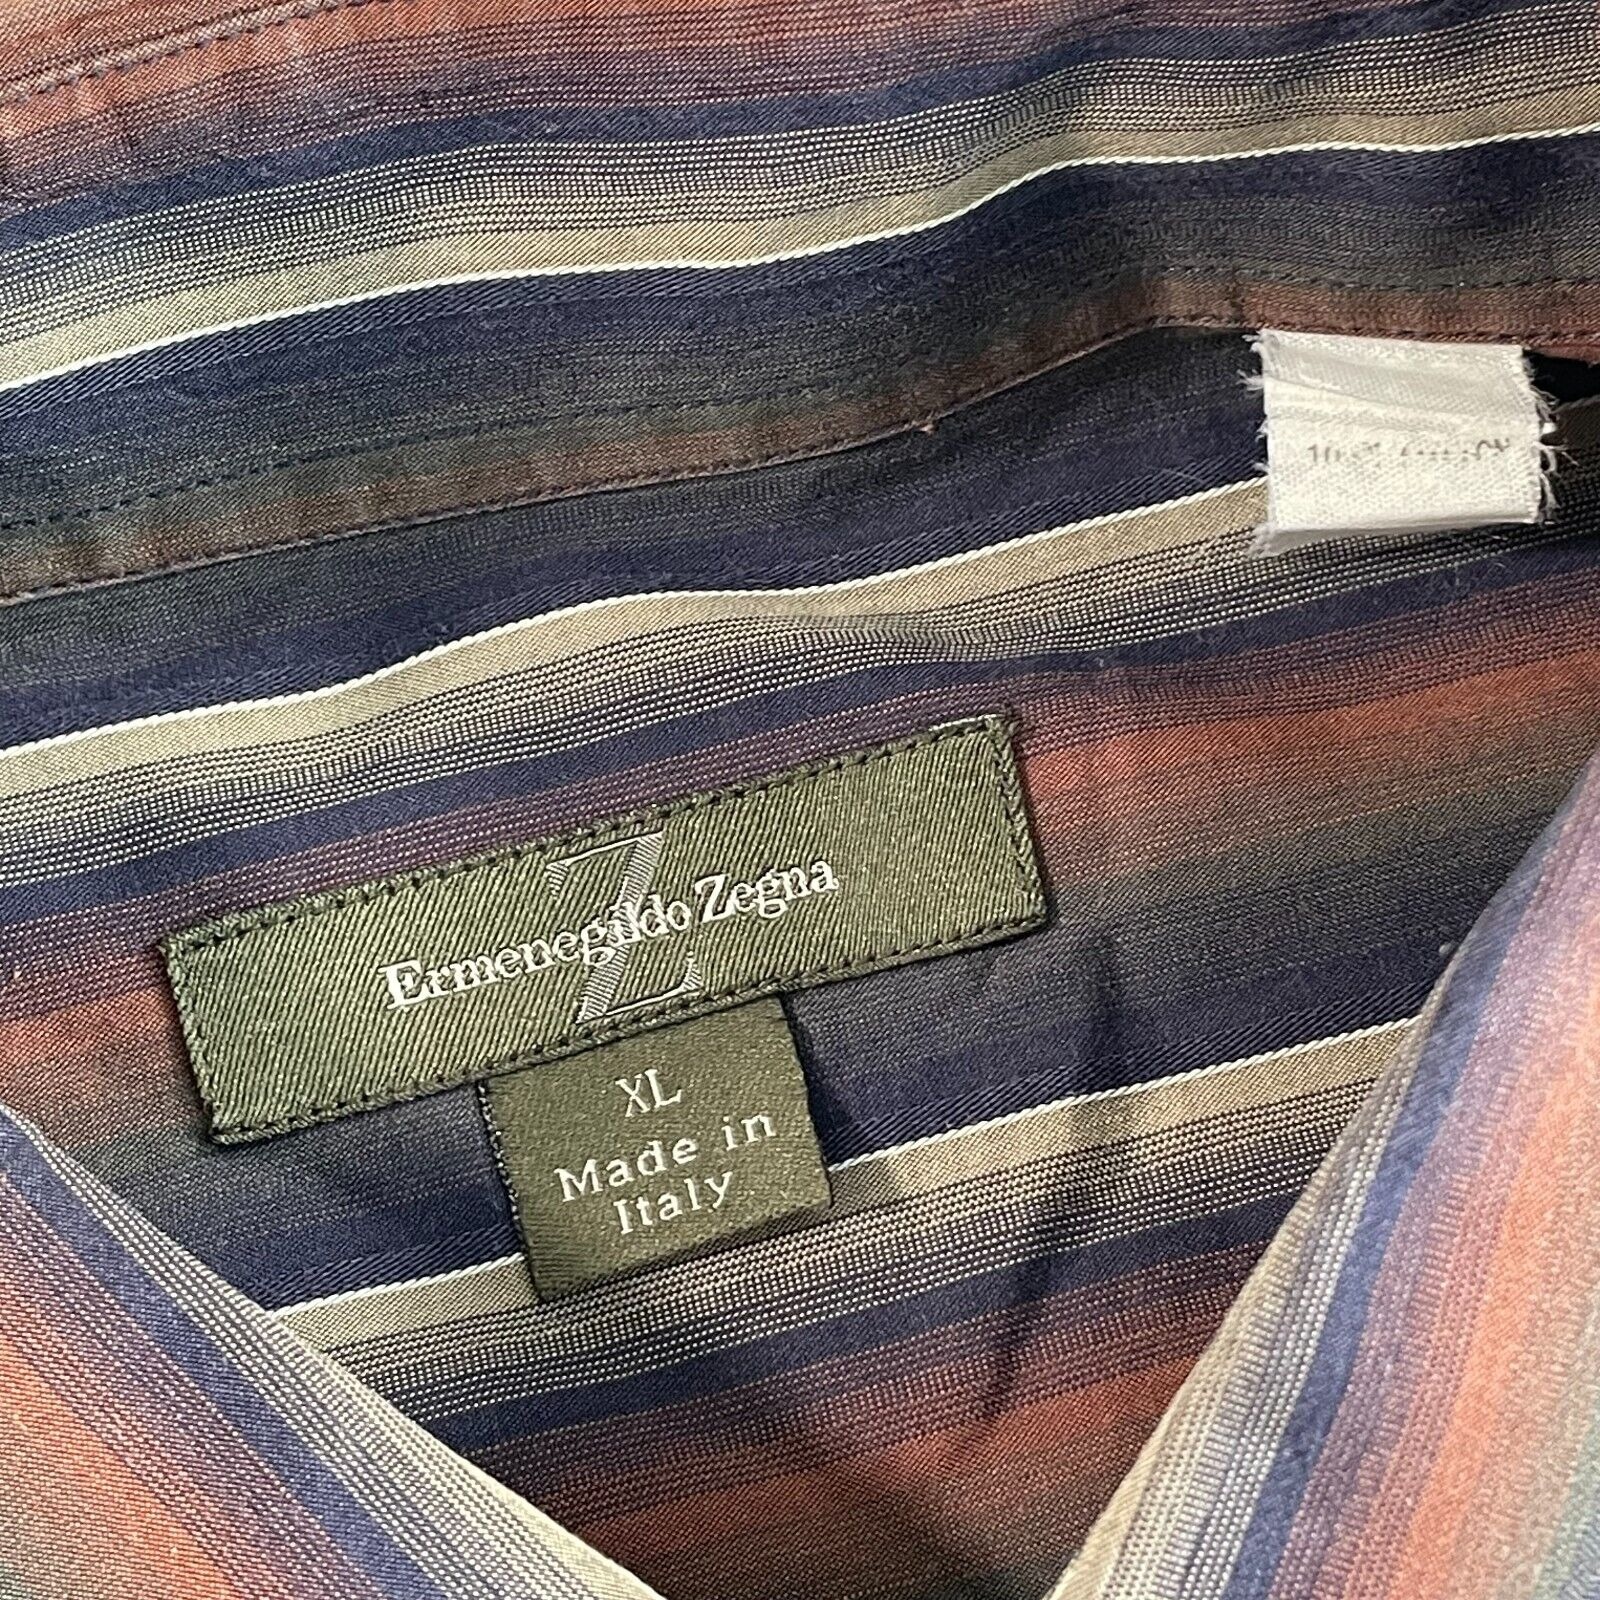 Ermenegildo Zegna
Z
XL
Made in
Italy